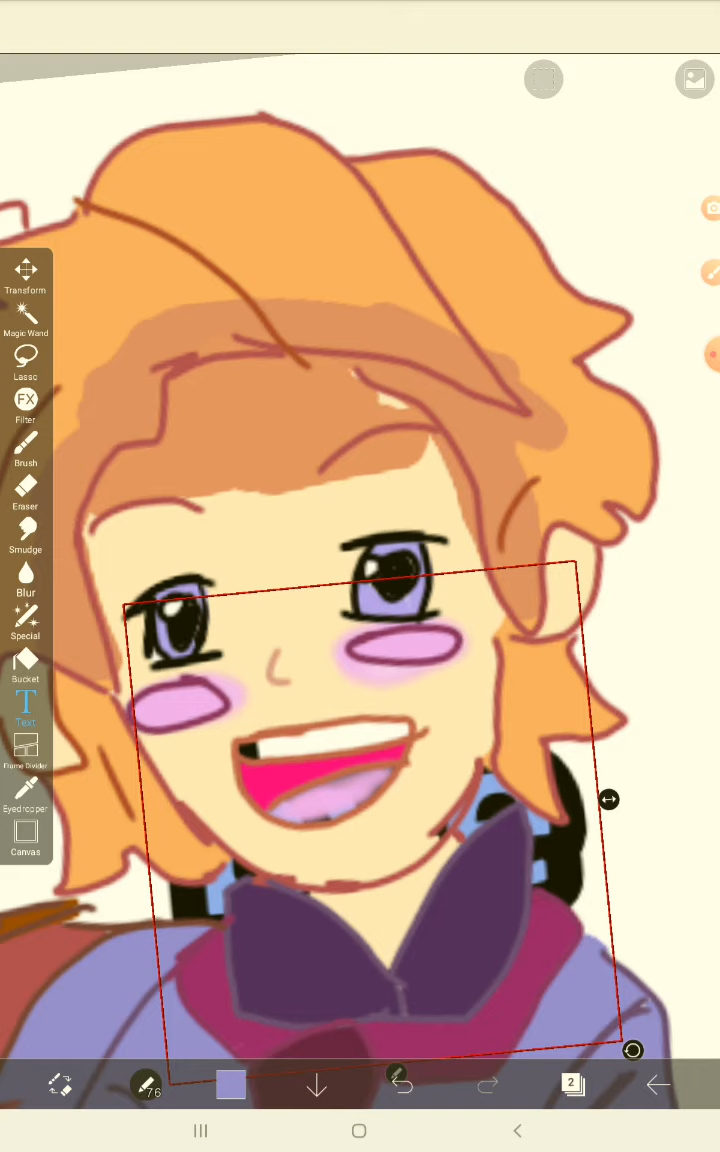 Transform
Magic Wand
Lasso
FX
Filter
Brush
Eraser
Smudge
Blur
Special
Bucket
T
Text
Frame Divider
Eyedropper
Canvas
76
2